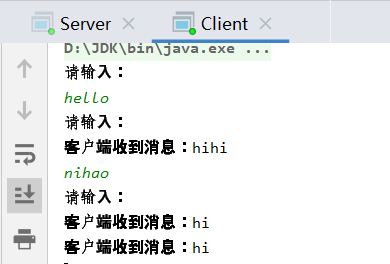 Server Client
D:\JDK\bin\java.exe ...
请输入：
hello
请输入：
客户端收到消息：hihi
nihao
请输入：
客户端收到消息：hi
客户端收到消息：hi